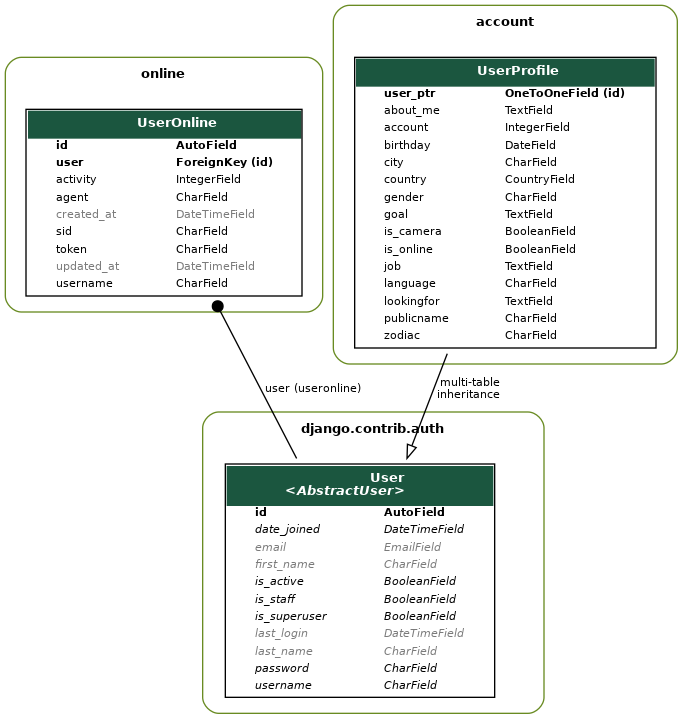 account
UserProfile
user_ptr OneToOneField (id)
about_me TextField
account IntegerField
birthday DateField
city CharField
country CountryField
gender CharField
goal TextField
is_camera BooleanField
is_online BooleanField
job TextField
language CharField
lookingfor TextField
publicname CharField
zodiac CharField
online
UserOnline
id AutoField
user ForeignKey (id)
activity IntegerField
agent CharField
created_at DateTimeField
sid CharField
token CharField
updated_at DateTimeField
username CharField
user (useronline)
multi-table
inheritance
django.contrib.auth
User
<AbstractUser>
id AutoField
date_joined DateTimeField
email EmailField
first_name CharField
is_active BooleanField
is_staff BooleanField
is_superuser BooleanField
last_login DateTimeField
last_name CharField
password CharField
username CharField